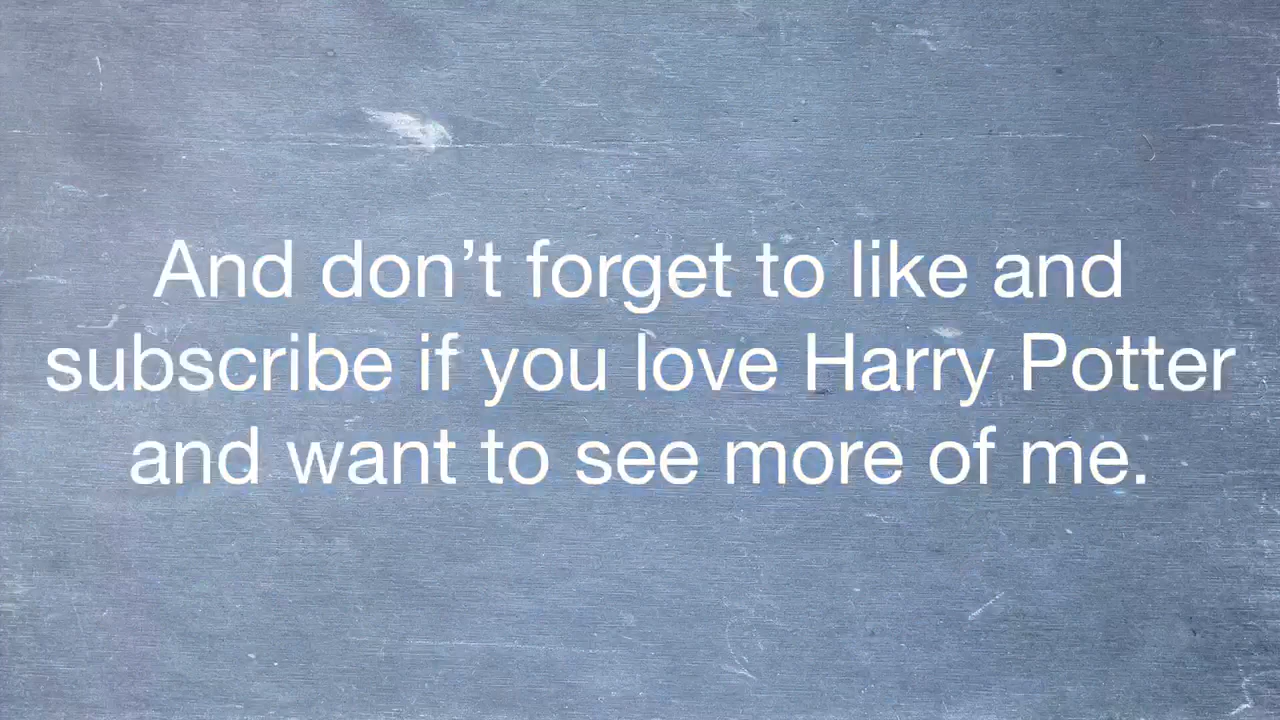 And don’t forget to like and
subscribe if you love Harry Potter
and want to see more of me.